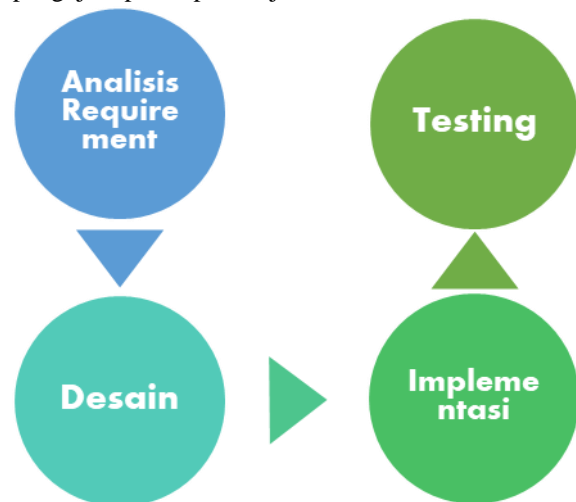 Analisis
Require
ment
Desain
Impleme
ntasi
Testing